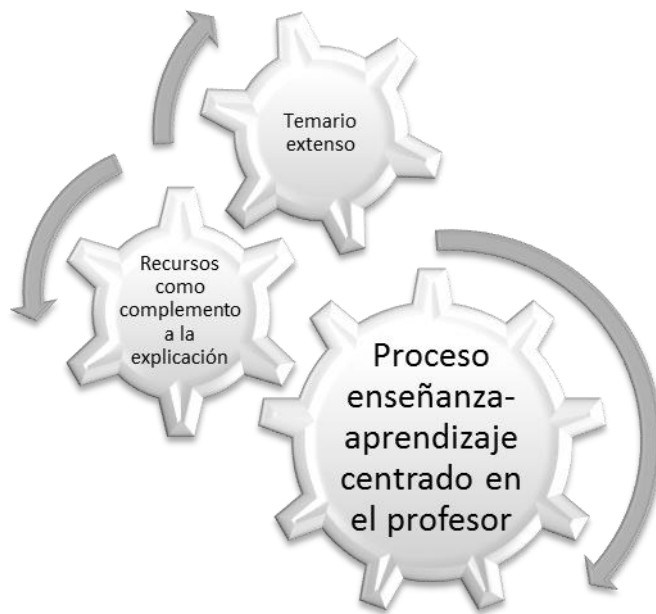 Temario
extenso
Recursos
como
complemento
a la
explicación
Proceso
enseñanza-
aprendizaje
centrado en
el profesor